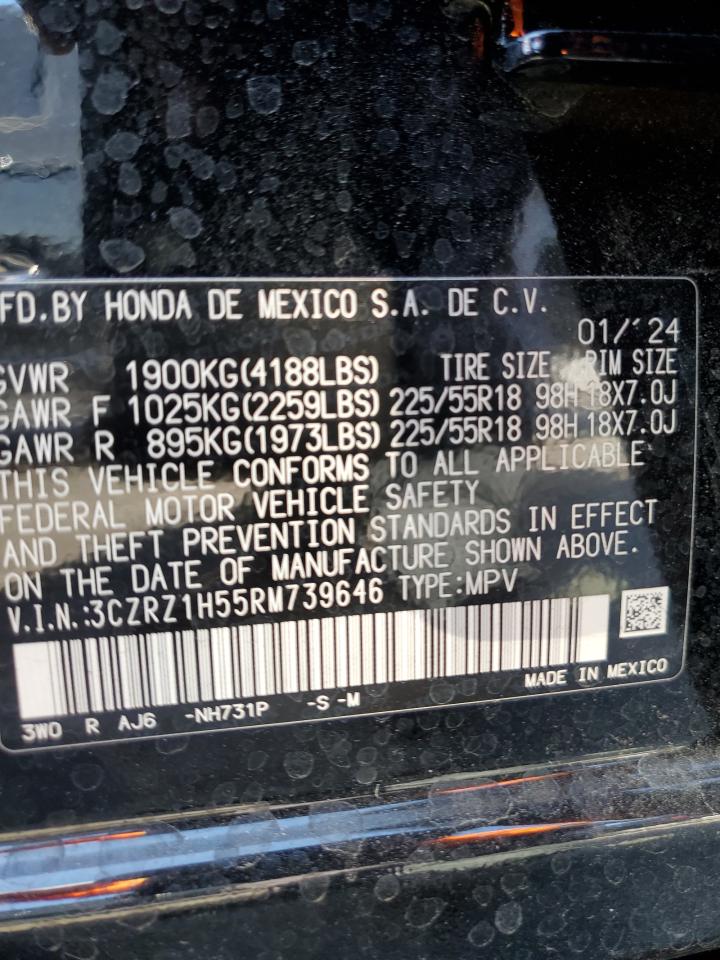 FD.BY HONDA DE MEXICO S.A. DE C.V.
01/'24
GVWR 1900KG(4188LBS) TIRE SIZE RIM SIZE
GAWR F 1025KG(2259LBS) 225/55R18 98H 18X7.0J
GAWR R 895KG(1973LBS) 225/55R18 98H 18X7.0J
THIS VEHICLE CONFORMS TO ALL APPLICABLE
FEDERAL MOTOR VEHICLE SAFETY
AND THEFT PREVENTION STANDARDS IN EFFECT
ON THE DATE OF MANUFACTURE SHOWN ABOVE.
V.I.N.:3CZRZ1H55RM739646 TYPE:MPV
MADE IN MEXICO
3WO R AJ6 -NH731P -S -M